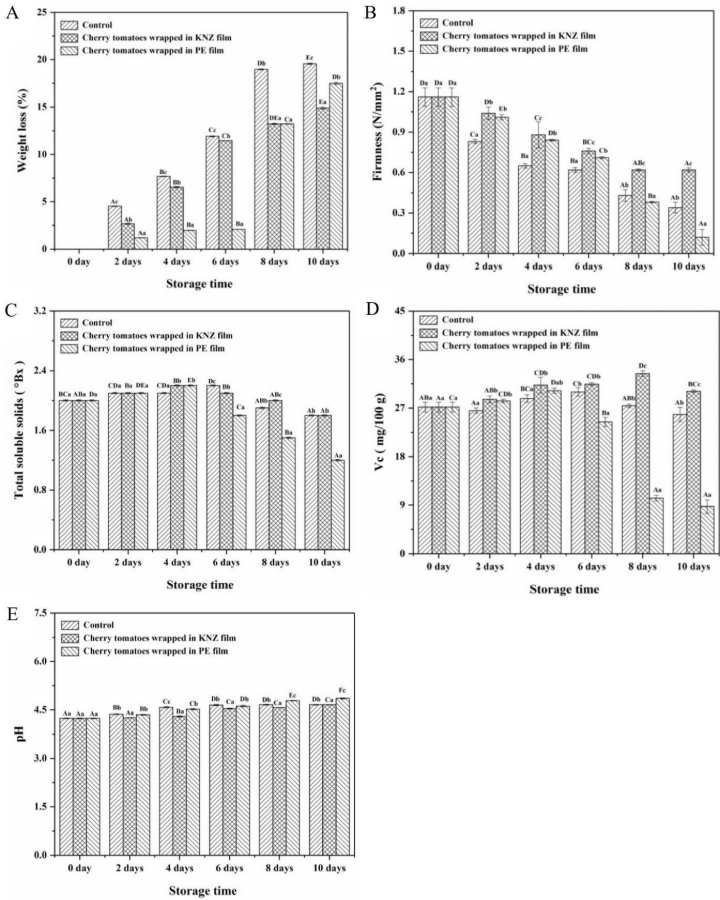 A
Control
Cherry tomatoes wrapped in KNZ film
Cherry tomatoes wrapped in PE film
Weight loss (%)
25
20
15
10
5
0
Ac Ab Aa
Bc Bb Ba
Cc Cb Ba
Db DEa Ca
Ec Ea Db
0 day 2 days 4 days 6 days 8 days 10 days
Storage time
B
Control
Cherry tomatoes wrapped in KNZ film
Cherry tomatoes wrapped in PE film
Firmness (N/mm²)
1.8
1.5
1.2
0.9
0.6
0.3
0.0
Da Da Da
Ca Db Eb
Ba Cc Db
Ba BCc Cb
Ab ABc Bb
Ab Ac Aa
0 day 2 days 4 days 6 days 8 days 10 days
Storage time
C
Control
Cherry tomatoes wrapped in KNZ film
Cherry tomatoes wrapped in PE film
Total soluble solids ( °Bx )
3.2
2.4
1.6
0.8
0.0
BCa ABa Da
CDa Ba DEa
CDa Bb Eb
Dc Bb Ca
ABb ABc Ba
Ab Ab Aa
0 day 2 days 4 days 6 days 8 days 10 days
Storage time
D
Control
Cherry tomatoes wrapped in KNZ film
Cherry tomatoes wrapped in PE film
Vc ( mg/100 g)
45
36
27
18
9
0
ABa Aa Ca
Aa ABb CDb
BCa CDb Dab
Cb CDb Ba
ABb Dc Aa
Ab BCc Aa
0 day 2 days 4 days 6 days 8 days 10 days
Storage time
E
Control
Cherry tomatoes wrapped in KNZ film
Cherry tomatoes wrapped in PE film
pH
7.5
6.0
4.5
3.0
1.5
0.0
Aa Aa Aa
Bb Aa Bb
Cc Ba Cb
Db Ca Db
Db Ca Ec
Db Ca Fc
0 day 2 days 4 days 6 days 8 days 10 days
Storage time